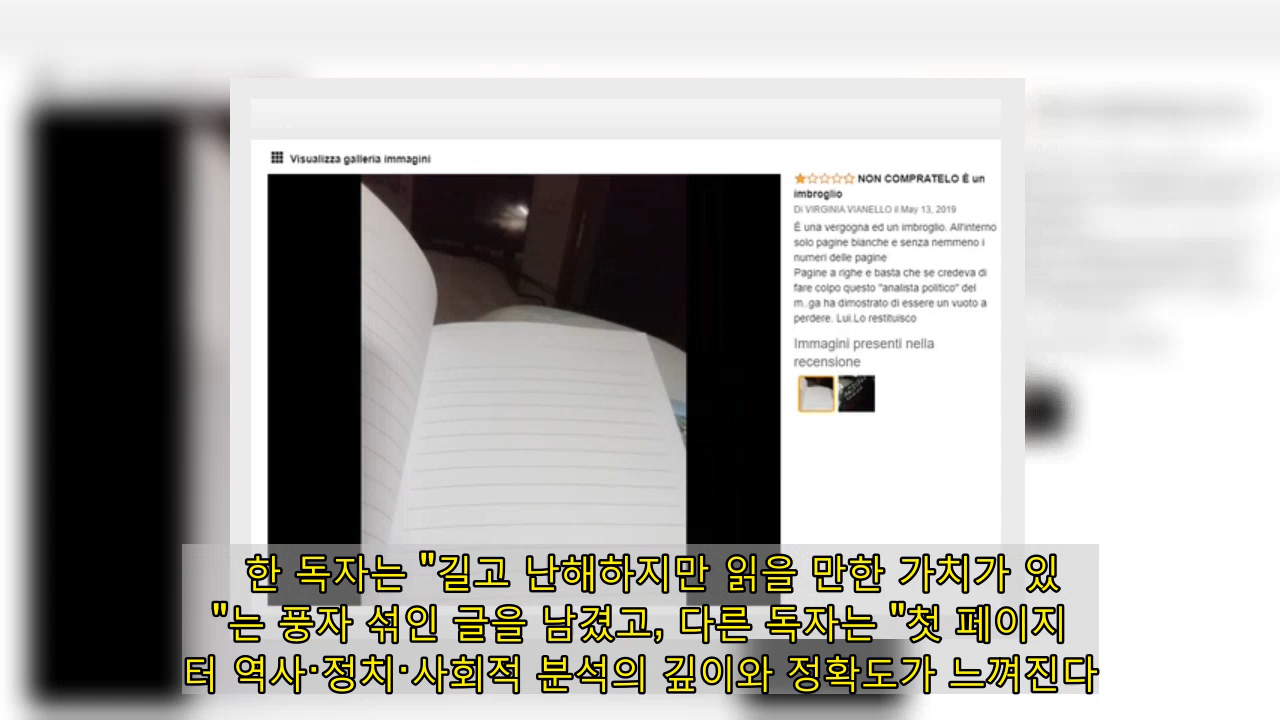 Visualizza galleria immagini
NON COMPRATELO È un
imbroglio
Di VIRGINIA VIANELLO il May 13, 2019
È una vergogna ed un imbroglio. All'interno
solo pagine bianche e senza nemmeno i
numeri delle pagine
Pagine a righe e basta che se credeva di
fare colpo questo "analista politico" del
m..ga ha dimostrato di essere un vuoto a
perdere. Lui.Lo restituisco
Immagini presenti nella
recensione
한 독자는 "길고 난해하지만 읽을 만한 가치가 있
"는 풍자 섞인 글을 남겼고, 다른 독자는 "첫 페이지
터 역사·정치·사회적 분석의 깊이와 정확도가 느껴진다